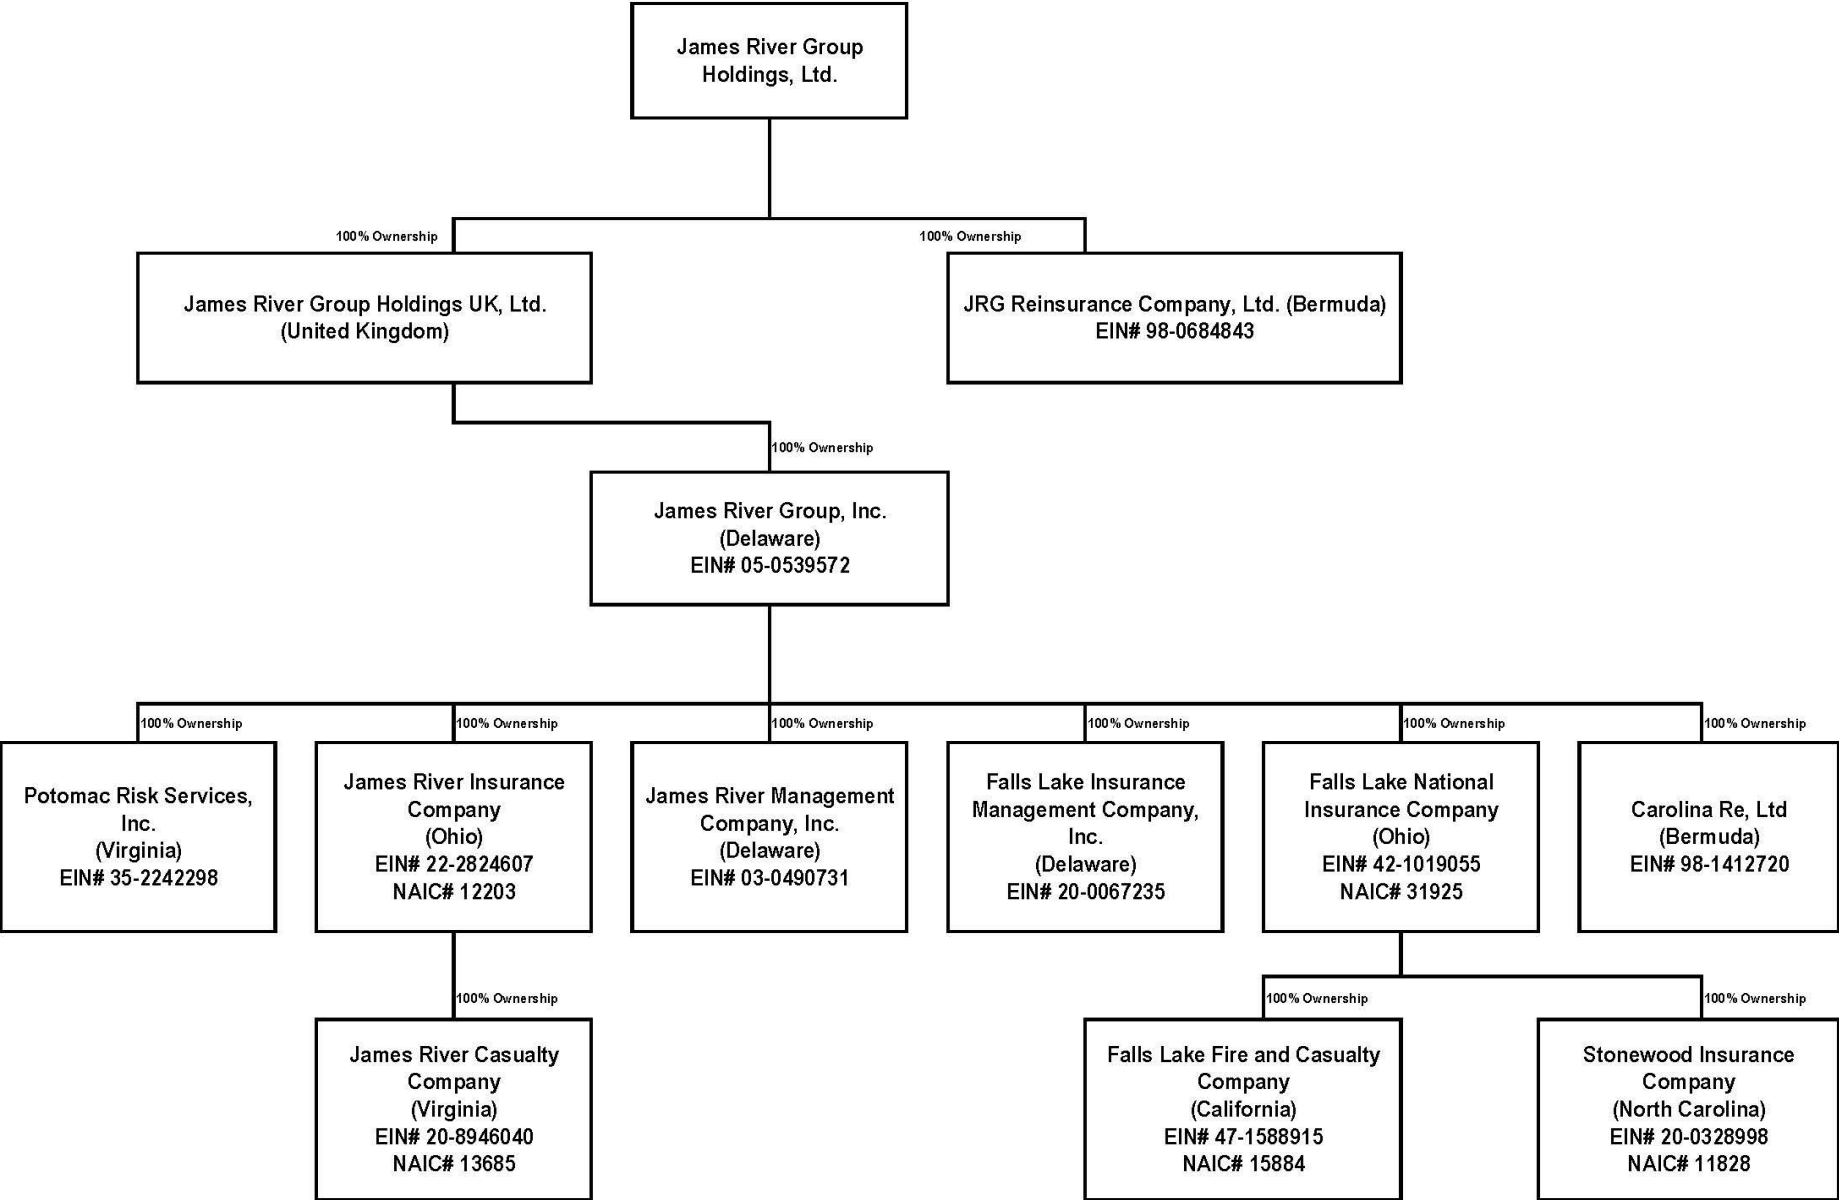 James River Group
Holdings, Ltd.
100% Ownership
100% Ownership
James River Group Holdings UK, Ltd.
(United Kingdom)
JRG Reinsurance Company, Ltd. (Bermuda)
EIN# 98-0684843
100% Ownership
James River Group, Inc.
(Delaware)
EIN# 05-0539572
100% Ownership
100% Ownership
100% Ownership
100% Ownership
100% Ownership
100% Ownership
Potomac Risk Services,
Inc.
(Virginia)
EIN# 35-2242298
James River Insurance
Company
(Ohio)
EIN# 22-2824607
NAIC# 12203
James River Management
Company, Inc.
(Delaware)
EIN# 03-0490731
Falls Lake Insurance
Management Company,
Inc.
(Delaware)
EIN# 20-0067235
Falls Lake National
Insurance Company
(Ohio)
EIN# 42-1019055
NAIC# 31925
Carolina Re, Ltd
(Bermuda)
EIN# 98-1412720
100% Ownership
100% Ownership
100% Ownership
James River Casualty
Company
(Virginia)
EIN# 20-8946040
NAIC# 13685
Falls Lake Fire and Casualty
Company
(California)
EIN# 47-1588915
NAIC# 15884
Stonewood Insurance
Company
(North Carolina)
EIN# 20-0328998
NAIC# 11828